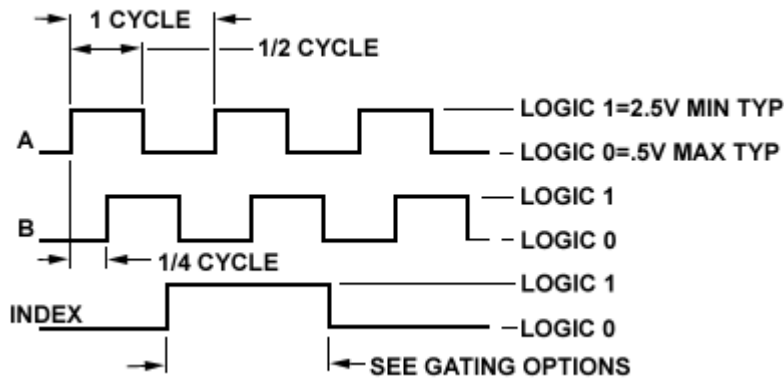 1 CYCLE
1/2 CYCLE
LOGIC 1=2.5V MIN TYP
A
LOGIC 0=.5V MAX TYP
LOGIC 1
B
LOGIC 0
1/4 CYCLE
LOGIC 1
INDEX
LOGIC 0
SEE GATING OPTIONS